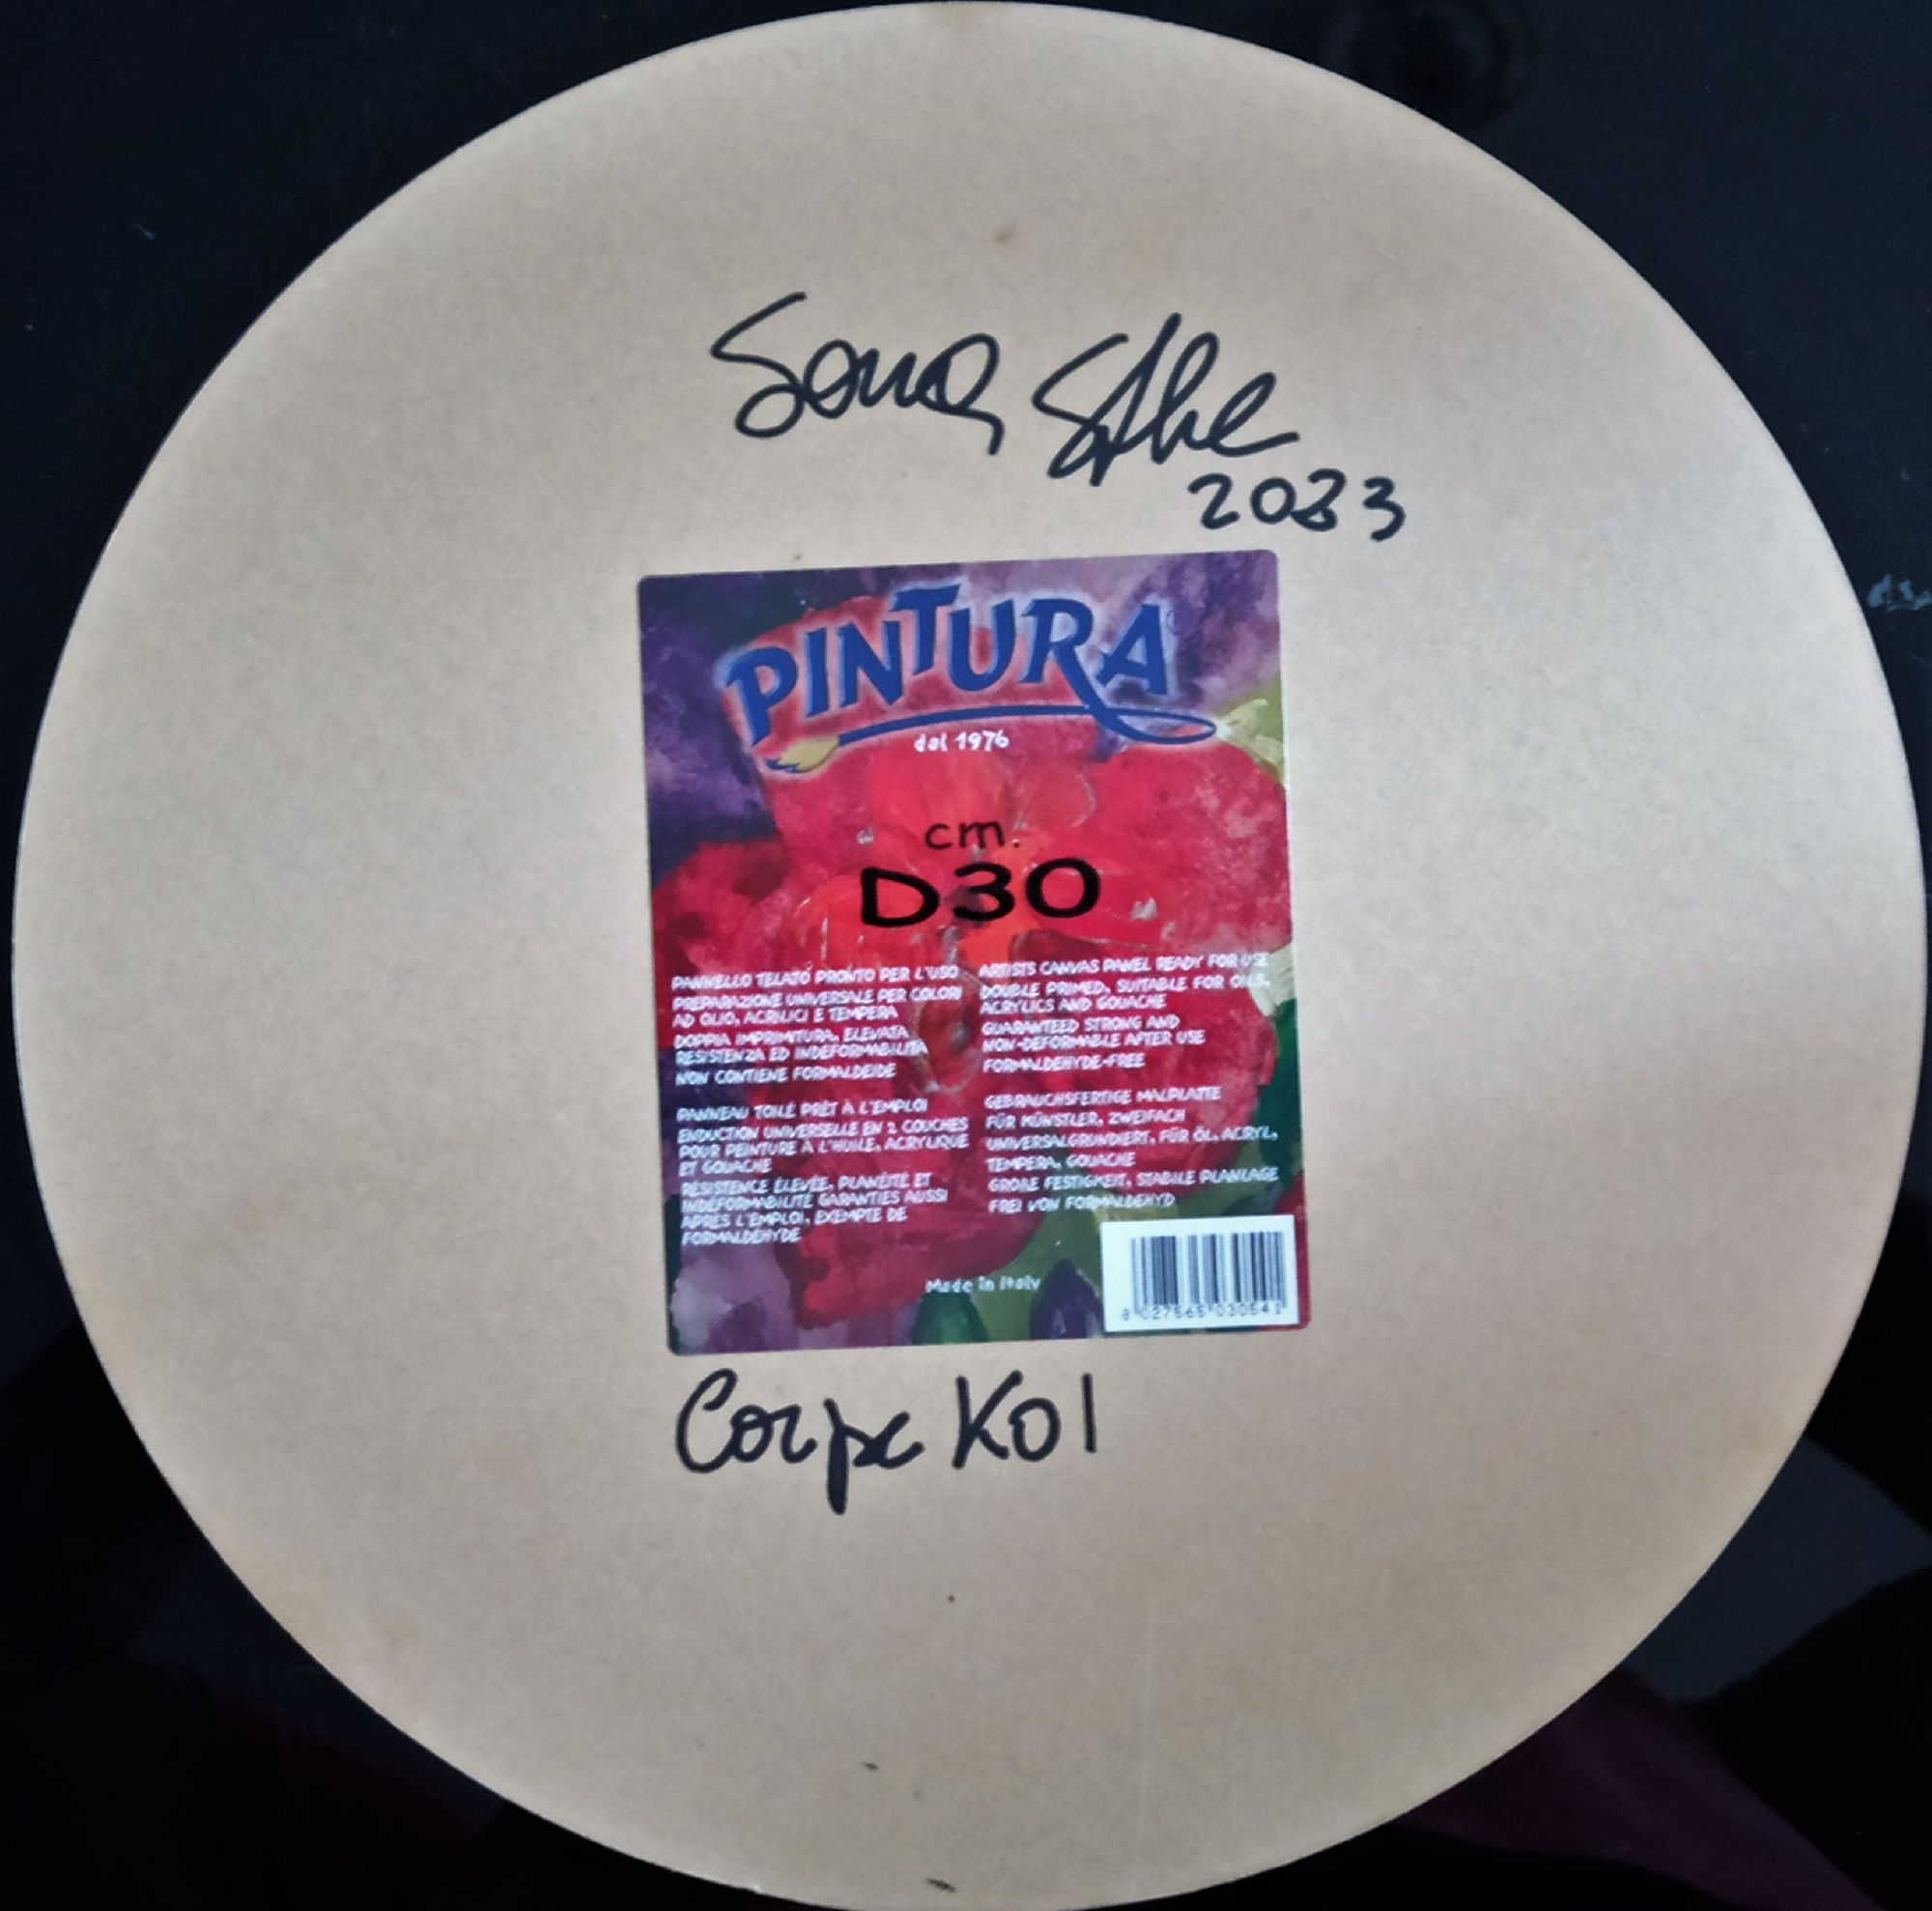 2023
PINTURA
dal 1976
cm.
D30
PANNELLO TELATO PRONTO PER L'USO
PREPARAZIONE UNIVERSALE PER COLORI
AD OLIO, ACRILICI E TEMPERA
DOPPIA IMPRIMITURA, ELEVATA
RESISTENZA ED INDEFORMABILITÀ
NON CONTIENE FORMALDEIDE
ARTISTS CANVAS PANEL READY FOR USE
DOUBLE PRIMED, SUITABLE FOR OILS,
ACRYLICS AND GOUACHE
GUARANTEED STRONG AND
NON-DEFORMABLE AFTER USE
FORMALDEHYDE-FREE
PANNEAU TOILÉ PRÊT À L'EMPLOI
ENDUCTION UNIVERSELLE EN 2 COUCHES
POUR PEINTURE À L'HUILE, ACRYLIQUE
ET GOUACHE
RÉSISTENCE ÉLEVÉE, PLANÉITÉ ET
INDÉFORMABILITÉ GARANTIES AUSSI
APRÈS L'EMPLOI, EXEMPTE DE
FORMALDÉHYDE
GEBRAUCHSFERTIGE MALPLATTE
FÜR KÜNSTLER, ZWEIFACH
UNIVERSALGRUNDIERT, FÜR ÖL, ACRYL,
TEMPERA, GOUACHE
GROßE FESTIGKEIT, STABILE PLANLAGE
FREI VON FORMALDEHYD
Made in Italy
8 027565 030541
KOI